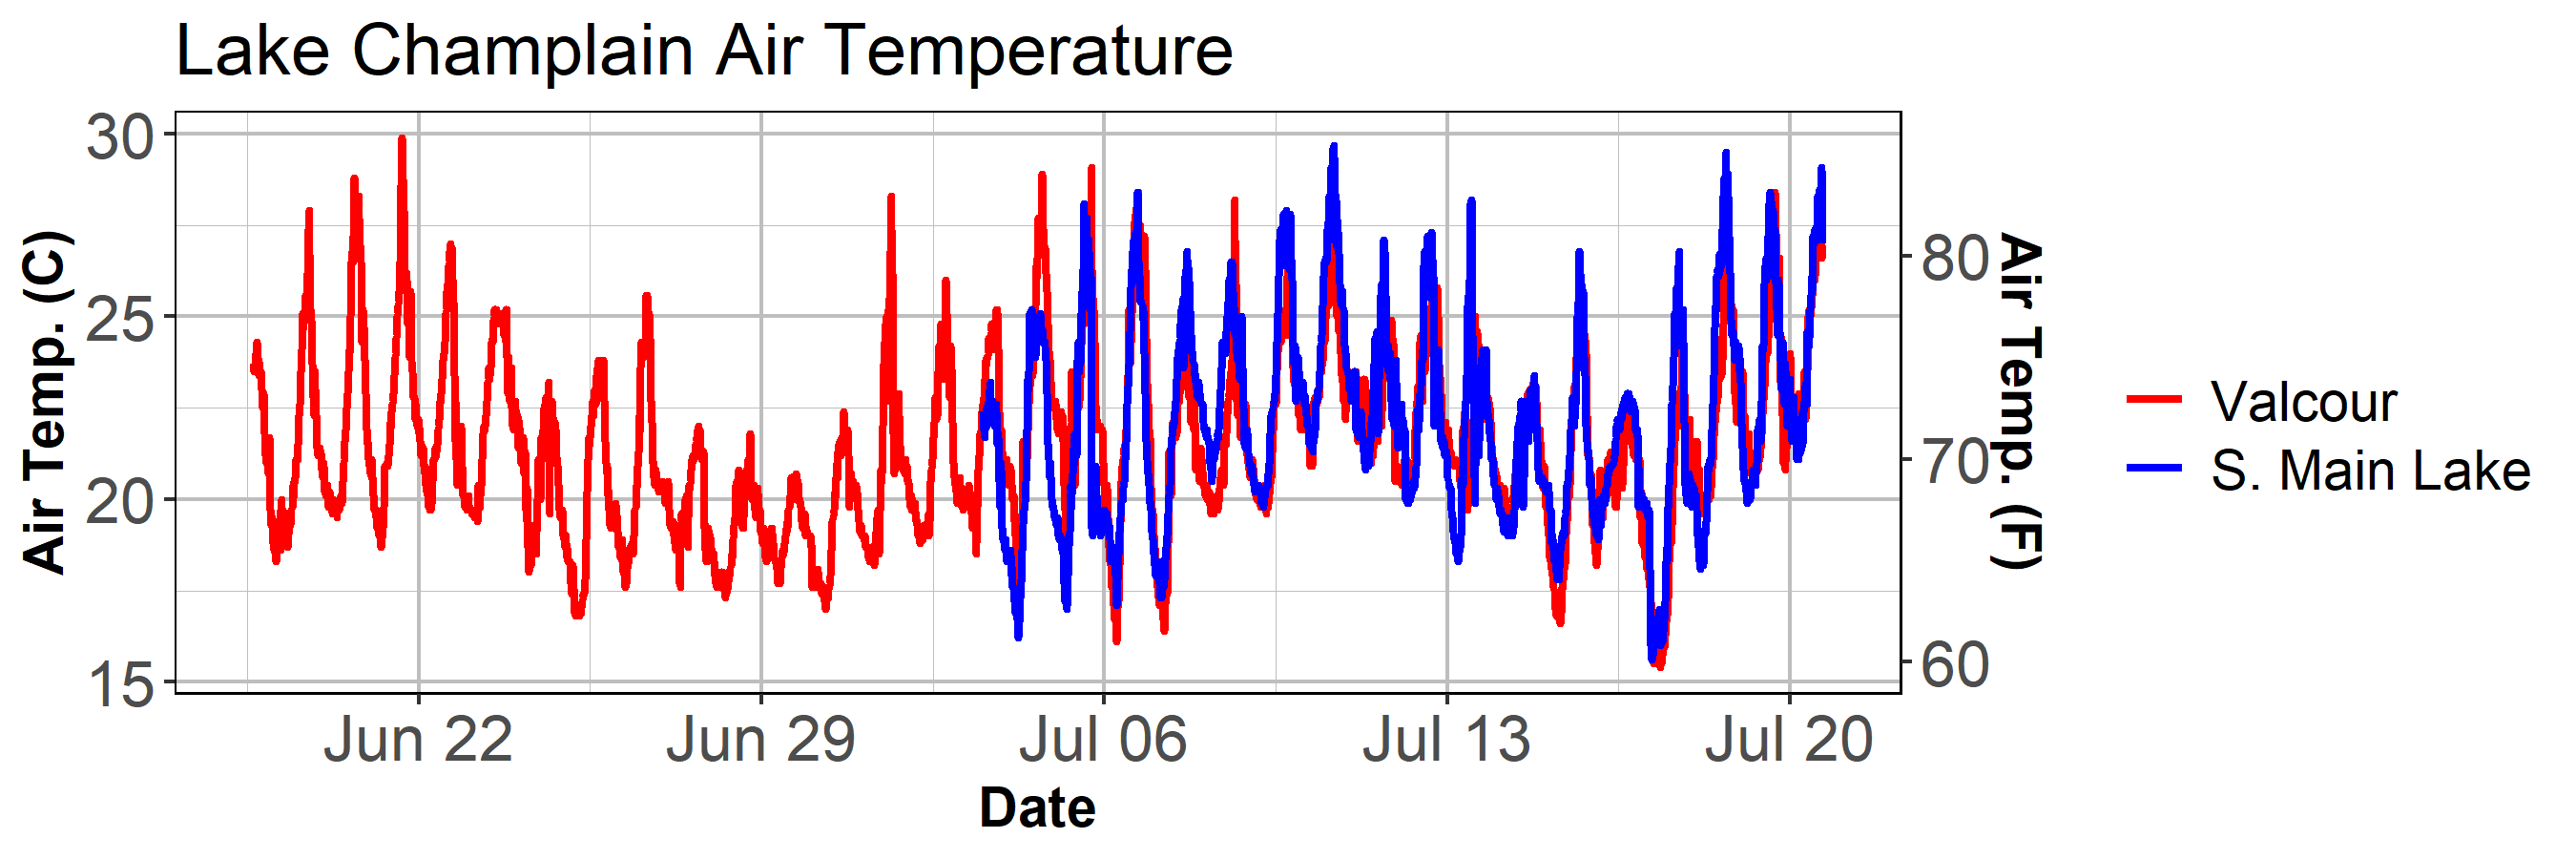 Lake Champlain Air Temperature
Air Temp. (C)
30
25
20
15
Jun 22
Jun 29
Jul 06
Jul 13
Jul 20
Date
80
70
60
Air Temp. (F)
Valcour
S. Main Lake